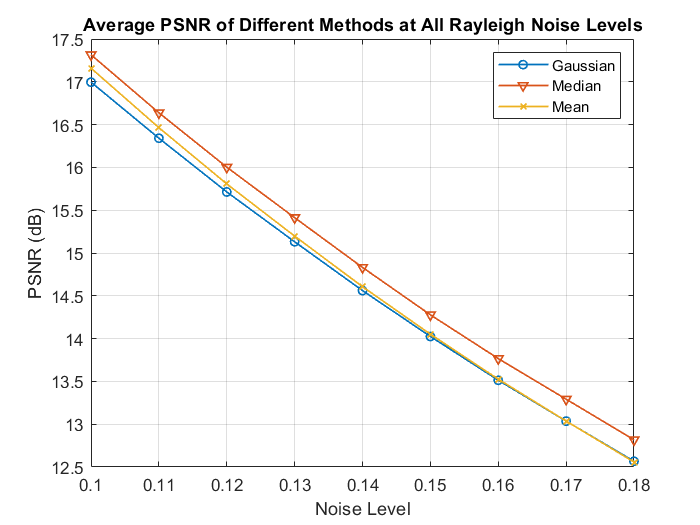 Average PSNR of Different Methods at All Rayleigh Noise Levels
17.5
17
16.5
16
15.5
15
14.5
14
13.5
13
12.5
PSNR (dB)
Gaussian
Median
Mean
0.1 0.11 0.12 0.13 0.14 0.15 0.16 0.17 0.18
Noise Level